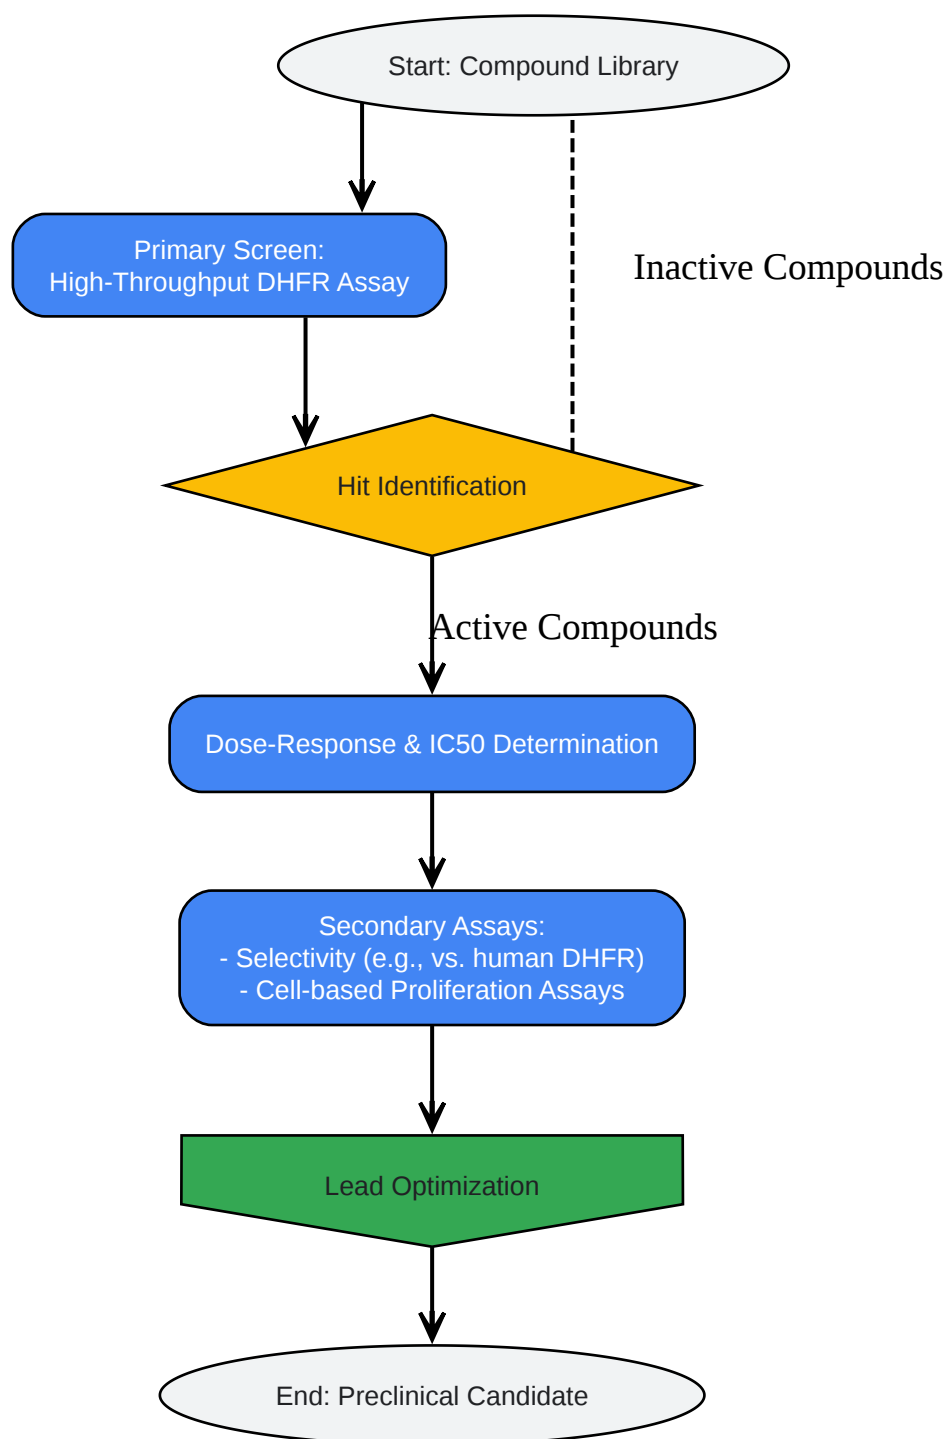 Start: Compound Library
Primary Screen:
High-Throughput DHFR Assay
Inactive Compounds
Hit Identification
Active Compounds
Dose-Response & IC50 Determination
Secondary Assays:
- Selectivity (e.g., vs. human DHFR)
- Cell-based Proliferation Assays
Lead Optimization
End: Preclinical Candidate